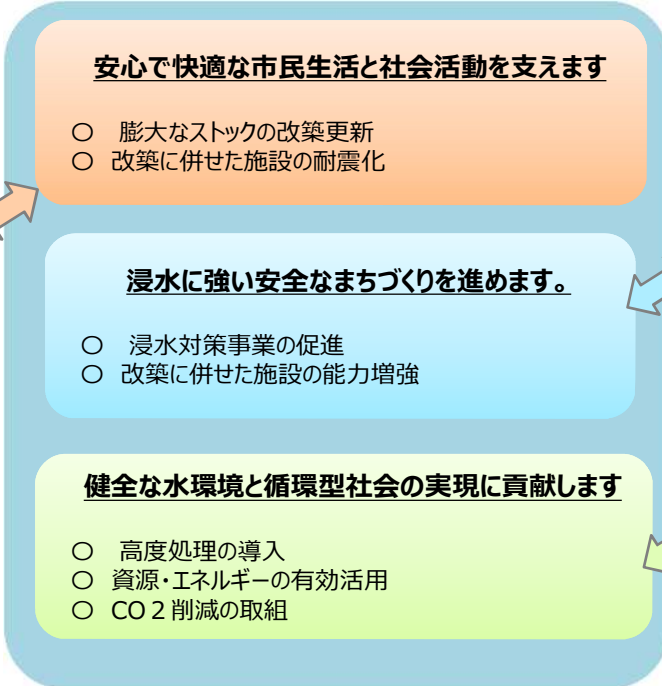 安心で快適な市民生活と社会活動を支えます
〇 膨大なストックの改築更新
〇 改築に併せた施設の耐震化
浸水に強い安全なまちづくりを進めます。
〇 浸水対策事業の促進
〇 改築に併せた施設の能力増強
健全な水環境と循環型社会の実現に貢献します
〇 高度処理の導入
〇 資源・エネルギーの有効活用
〇 CO２削減の取組